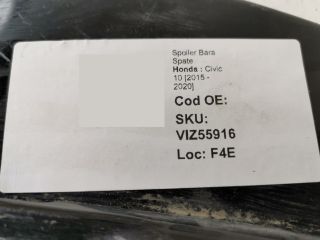 Spoiler Bara
Spate
Honda : Civic
10 [2015 -
2020]
Cod OE:
SKU:
VIZ55916
Loc: F4E